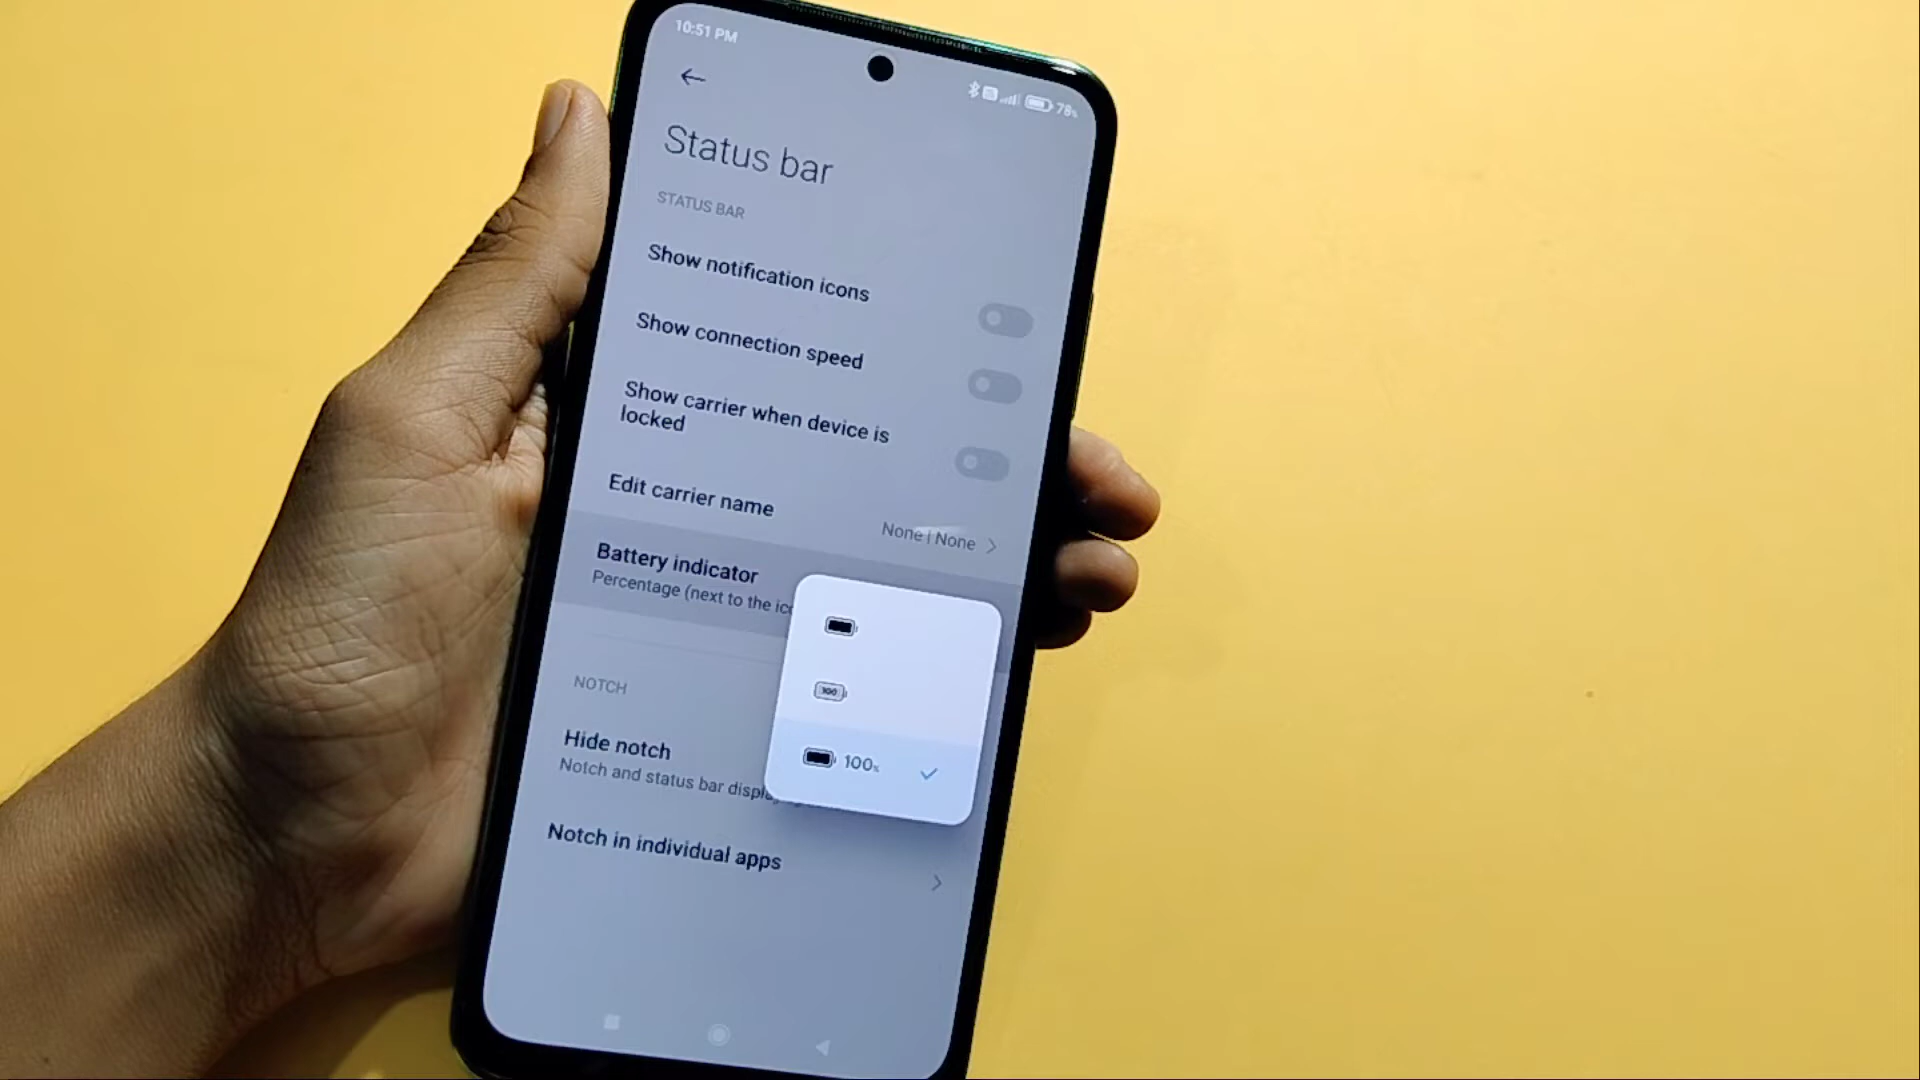 10:51 PM
78%
Status bar
STATUS BAR
Show notification icons
Show connection speed
Show carrier when device is
locked
Edit carrier name
None | None
Battery indicator
Percentage (next to the
100
100%
NOTCH
Hide notch
Notch and status bar
Notch in individual apps